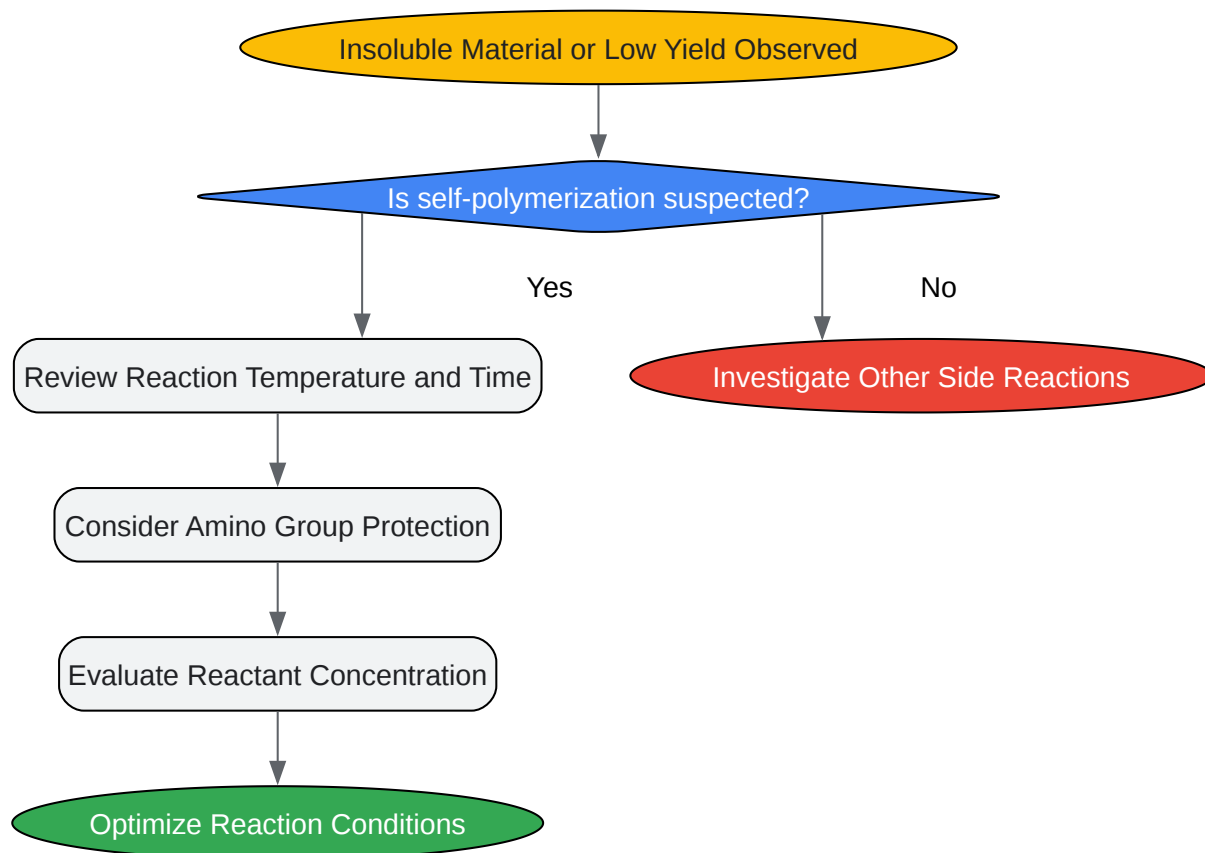 Insoluble Material or Low Yield Observed
Is self-polymerization suspected?
Yes
No
Review Reaction Temperature and Time
Investigate Other Side Reactions
Consider Amino Group Protection
Evaluate Reactant Concentration
Optimize Reaction Conditions